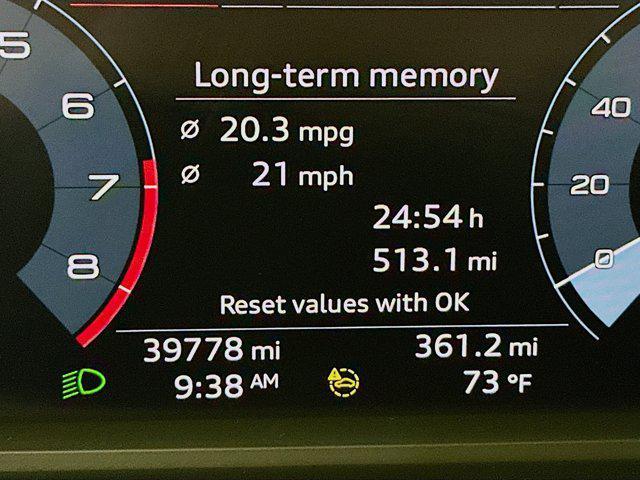 Long-term memory
5
6
7
8
Ø 20.3 mpg
Ø 21 mph
24:54 h
513.1 mi
Reset values with OK
40
20
0
39778 mi
361.2 mi
9:38 AM
73 °F